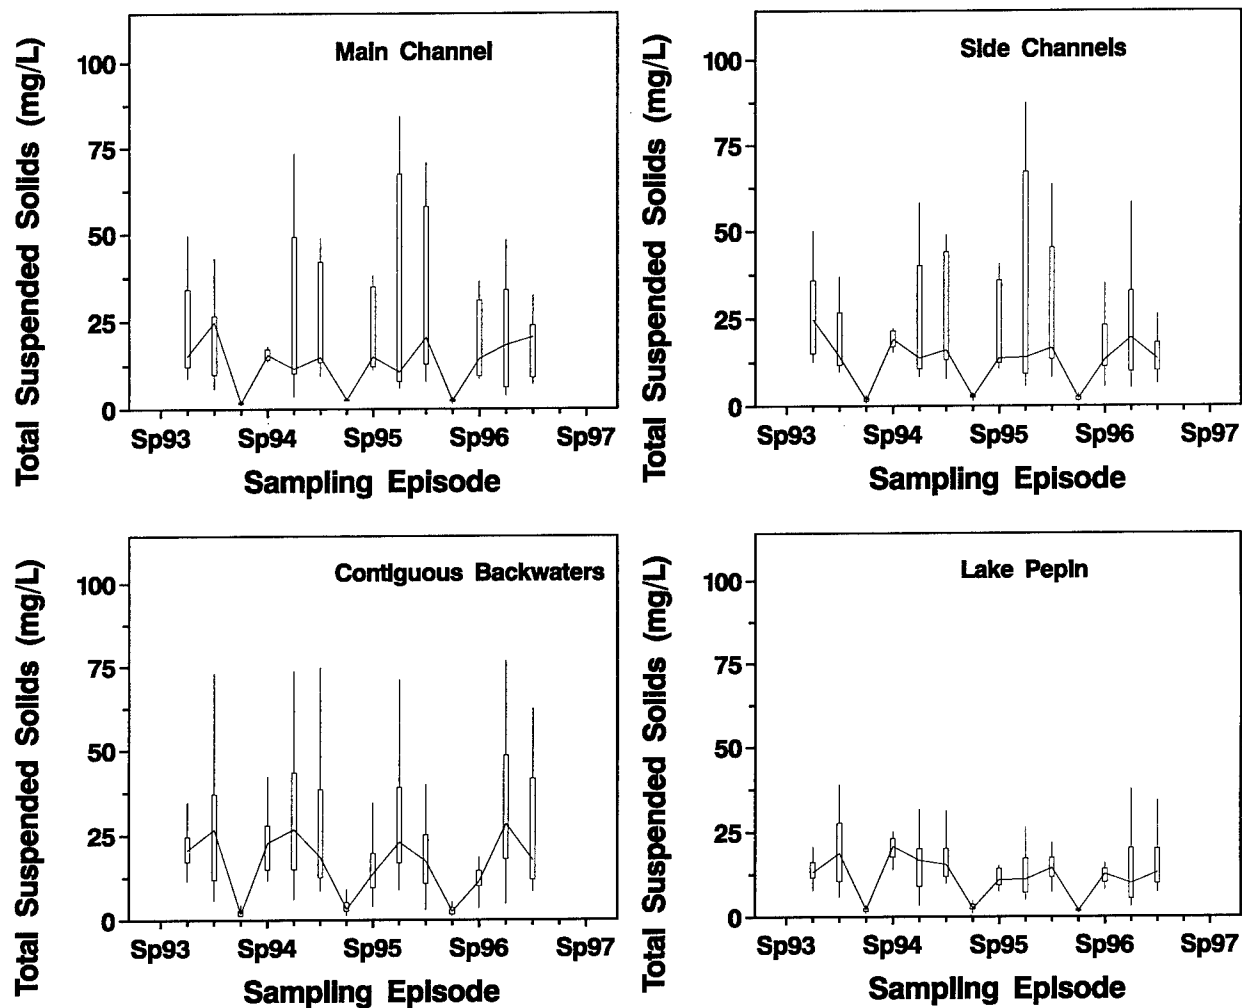 Total Suspended Solids (mg/L)
Main Channel
100
75
50
25
0
Sp93 Sp94 Sp95 Sp96 Sp97
Sampling Episode
Total Suspended Solids (mg/L)
Side Channels
100
75
50
25
0
Sp93 Sp94 Sp95 Sp96 Sp97
Sampling Episode
Total Suspended Solids (mg/L)
Contiguous Backwaters
100
75
50
25
0
Sp93 Sp94 Sp95 Sp96 Sp97
Sampling Episode
Total Suspended Solids (mg/L)
Lake Pepin
100
75
50
25
0
Sp93 Sp94 Sp95 Sp96 Sp97
Sampling Episode